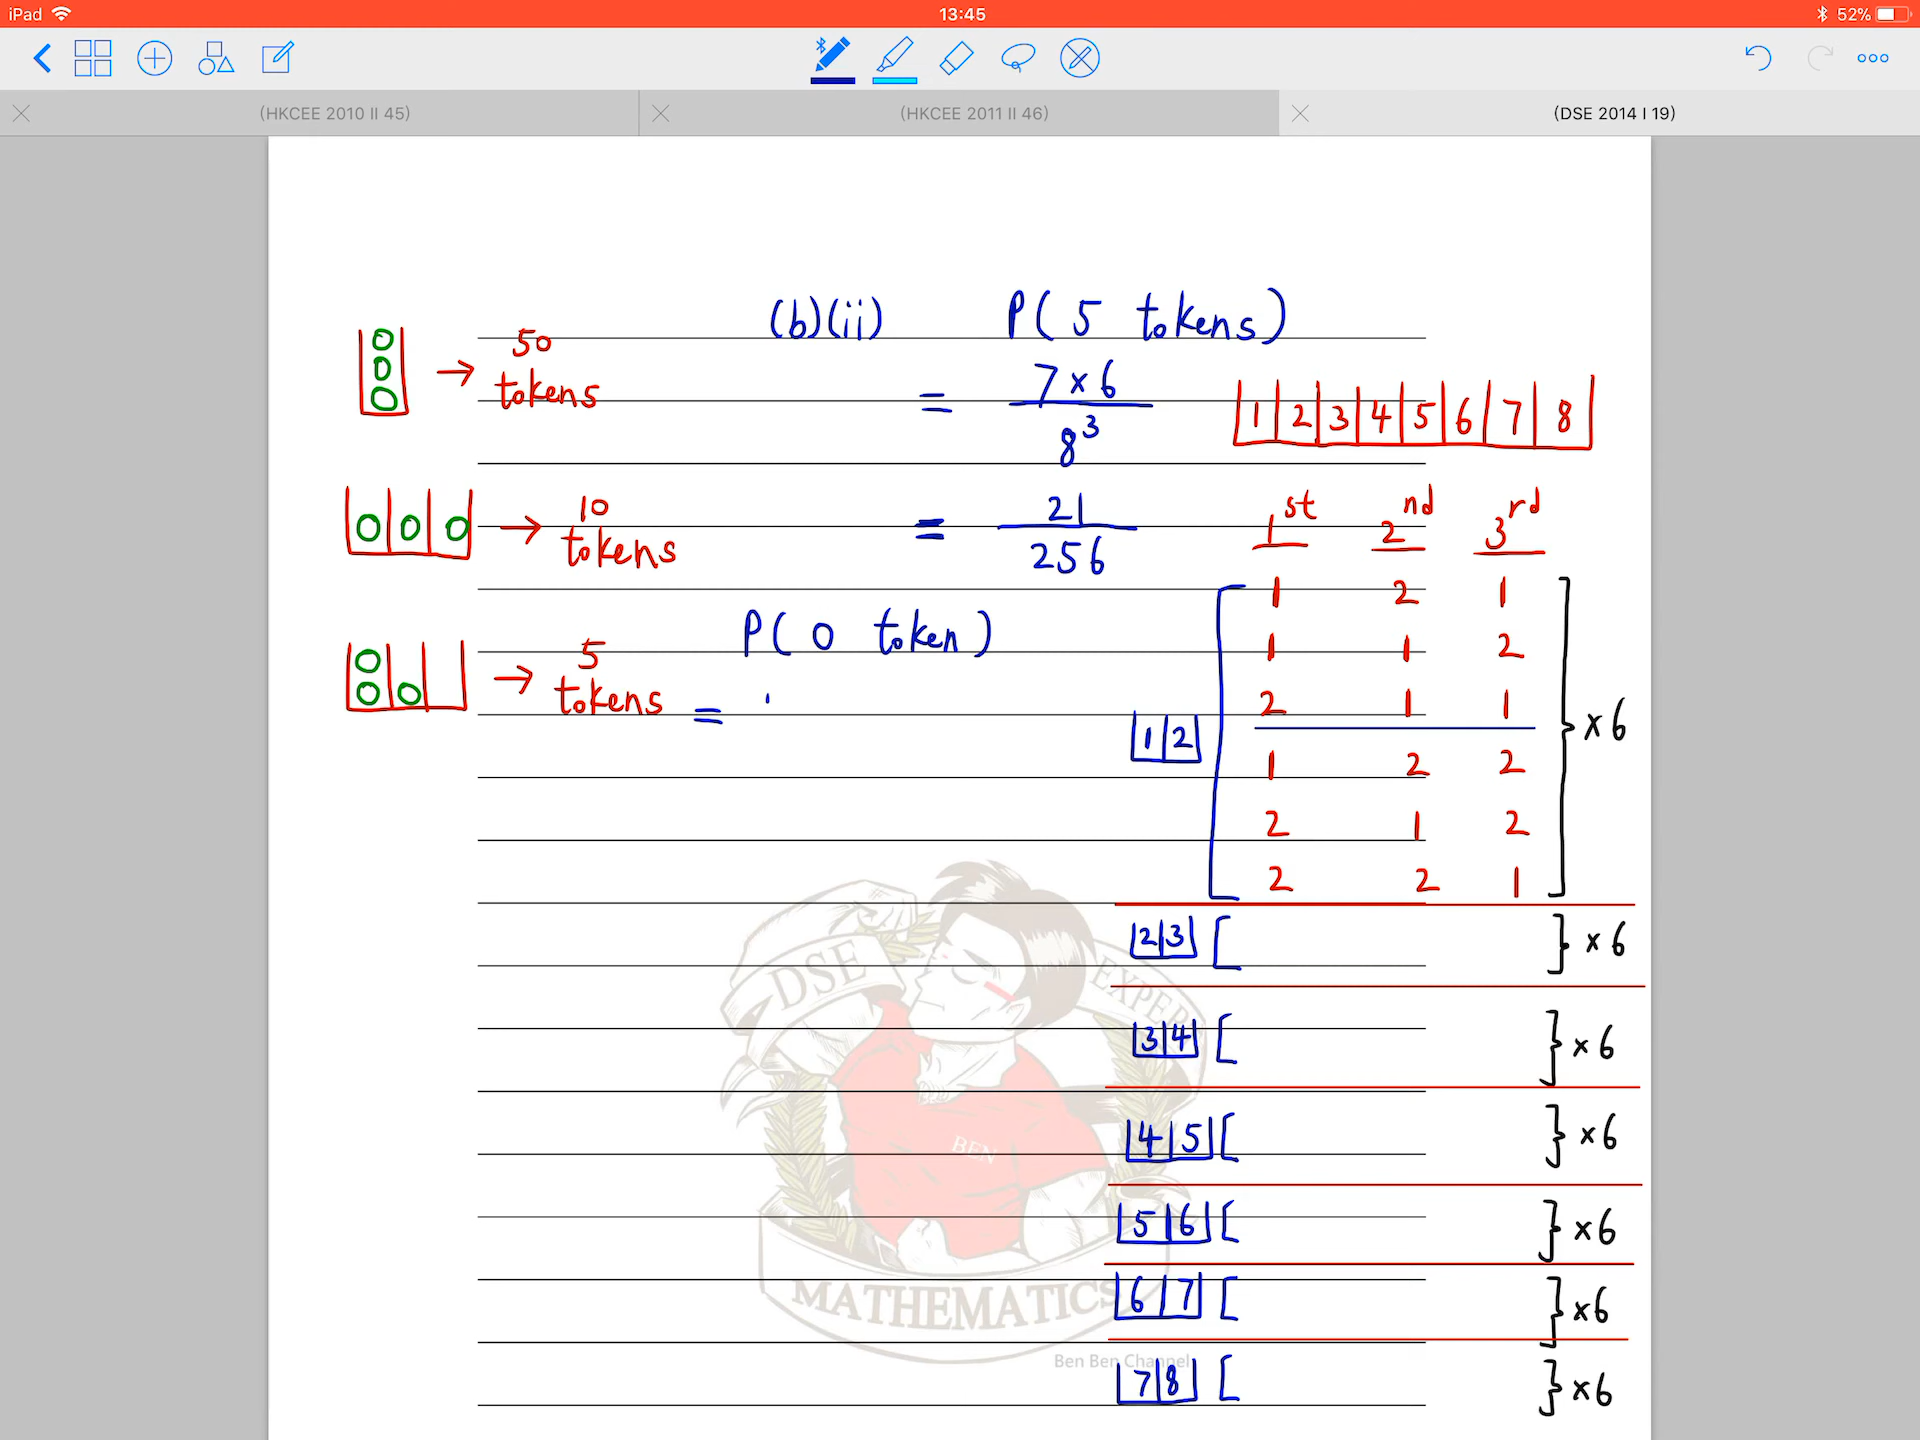 iPad 13:45 52%
(HKCEE 2010 II 45) (HKCEE 2011 II 46) (DSE 2014 I 19)
(b)(ii) P( 5 tokens )
→ 50 tokens
= 7 × 6 / 8³
1 2 3 4 5 6 7 8
→ 10 tokens
= 21 / 256
1st 2nd 3rd
→ 5 tokens
P( 0 token )
=
1 2
1 2 1
1 1 2
2 1 1
1 2 2
2 1 2
2 2 1
} × 6
2 3 [ } × 6
3 4 [ } × 6
4 5 [ } × 6
5 6 [ } × 6
6 7 [ } × 6
7 8 [ } × 6
DSE EXPER
BEN
MATHEMATICS
Ben Ben Channel